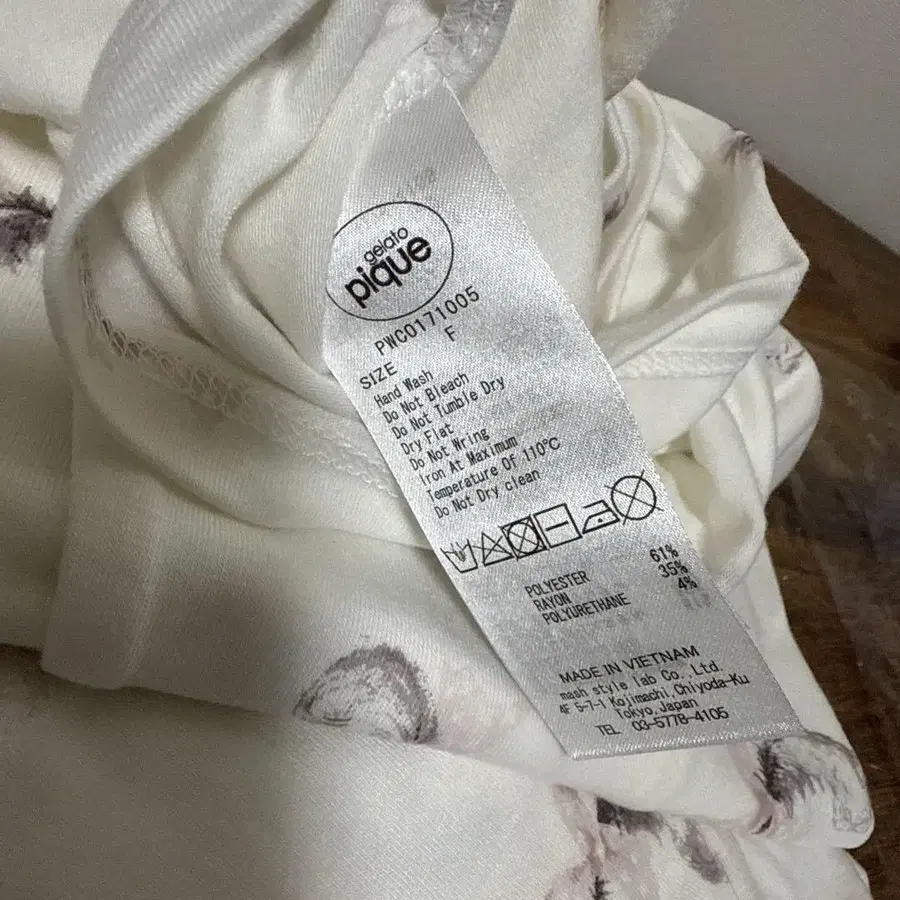 gelato
pique
PWC0171005
SIZE F
Hand Wash
Do Not Bleach
Do Not Tumble Dry
Dry Flat
Do Not Wring
Iron At Maximum
Temperature Of 110℃
Do Not Dry clean
POLYESTER 61%
RAYON 35%
POLYURETHANE 4%
MADE IN VIETNAM
mash style lab Co., Ltd.
4F 5-7-1 Kojimachi, Chiyoda-Ku
Tokyo, Japan
TEL 03-5778-4105